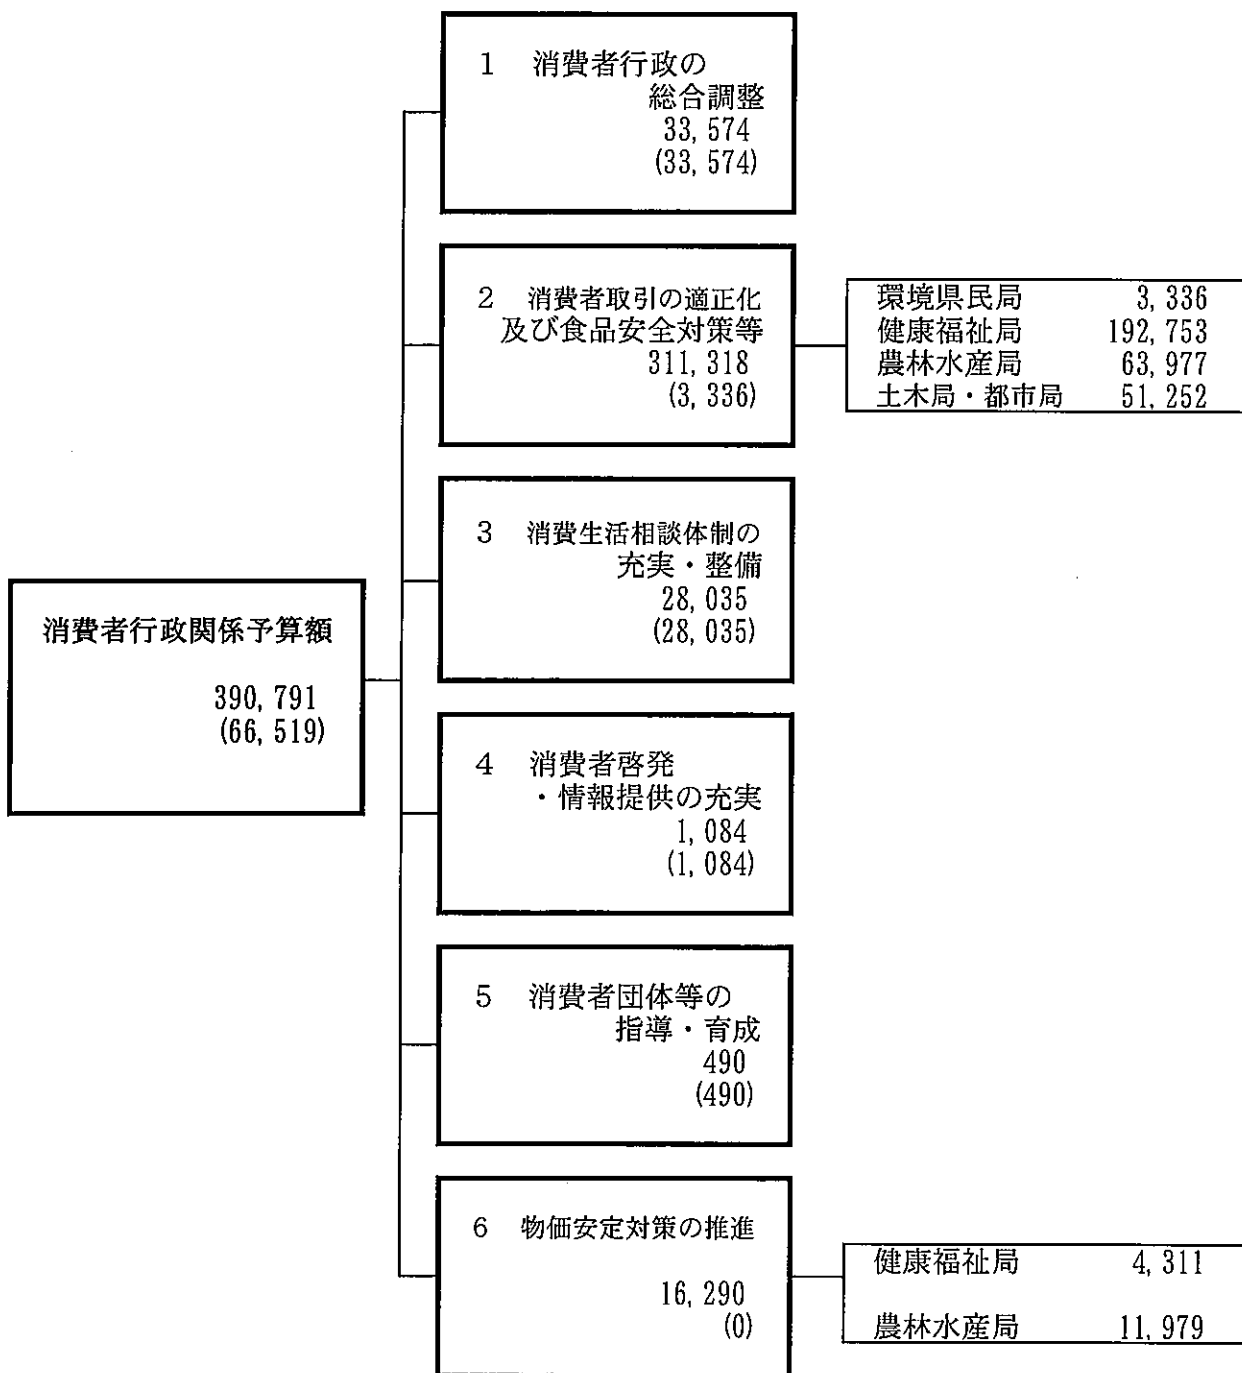 1 消費者行政の
総合調整
33,574
(33,574)
2 消費者取引の適正化
及び食品安全対策等
311,318
(3,336)
環境県民局 3,336
健康福祉局 192,753
農林水産局 63,977
土木局・都市局 51,252
3 消費生活相談体制の
充実・整備
28,035
(28,035)
消費者行政関係予算額
390,791
(66,519)
4 消費者啓発
・情報提供の充実
1,084
(1,084)
5 消費者団体等の
指導・育成
490
(490)
6 物価安定対策の推進
16,290
(0)
健康福祉局 4,311
農林水産局 11,979